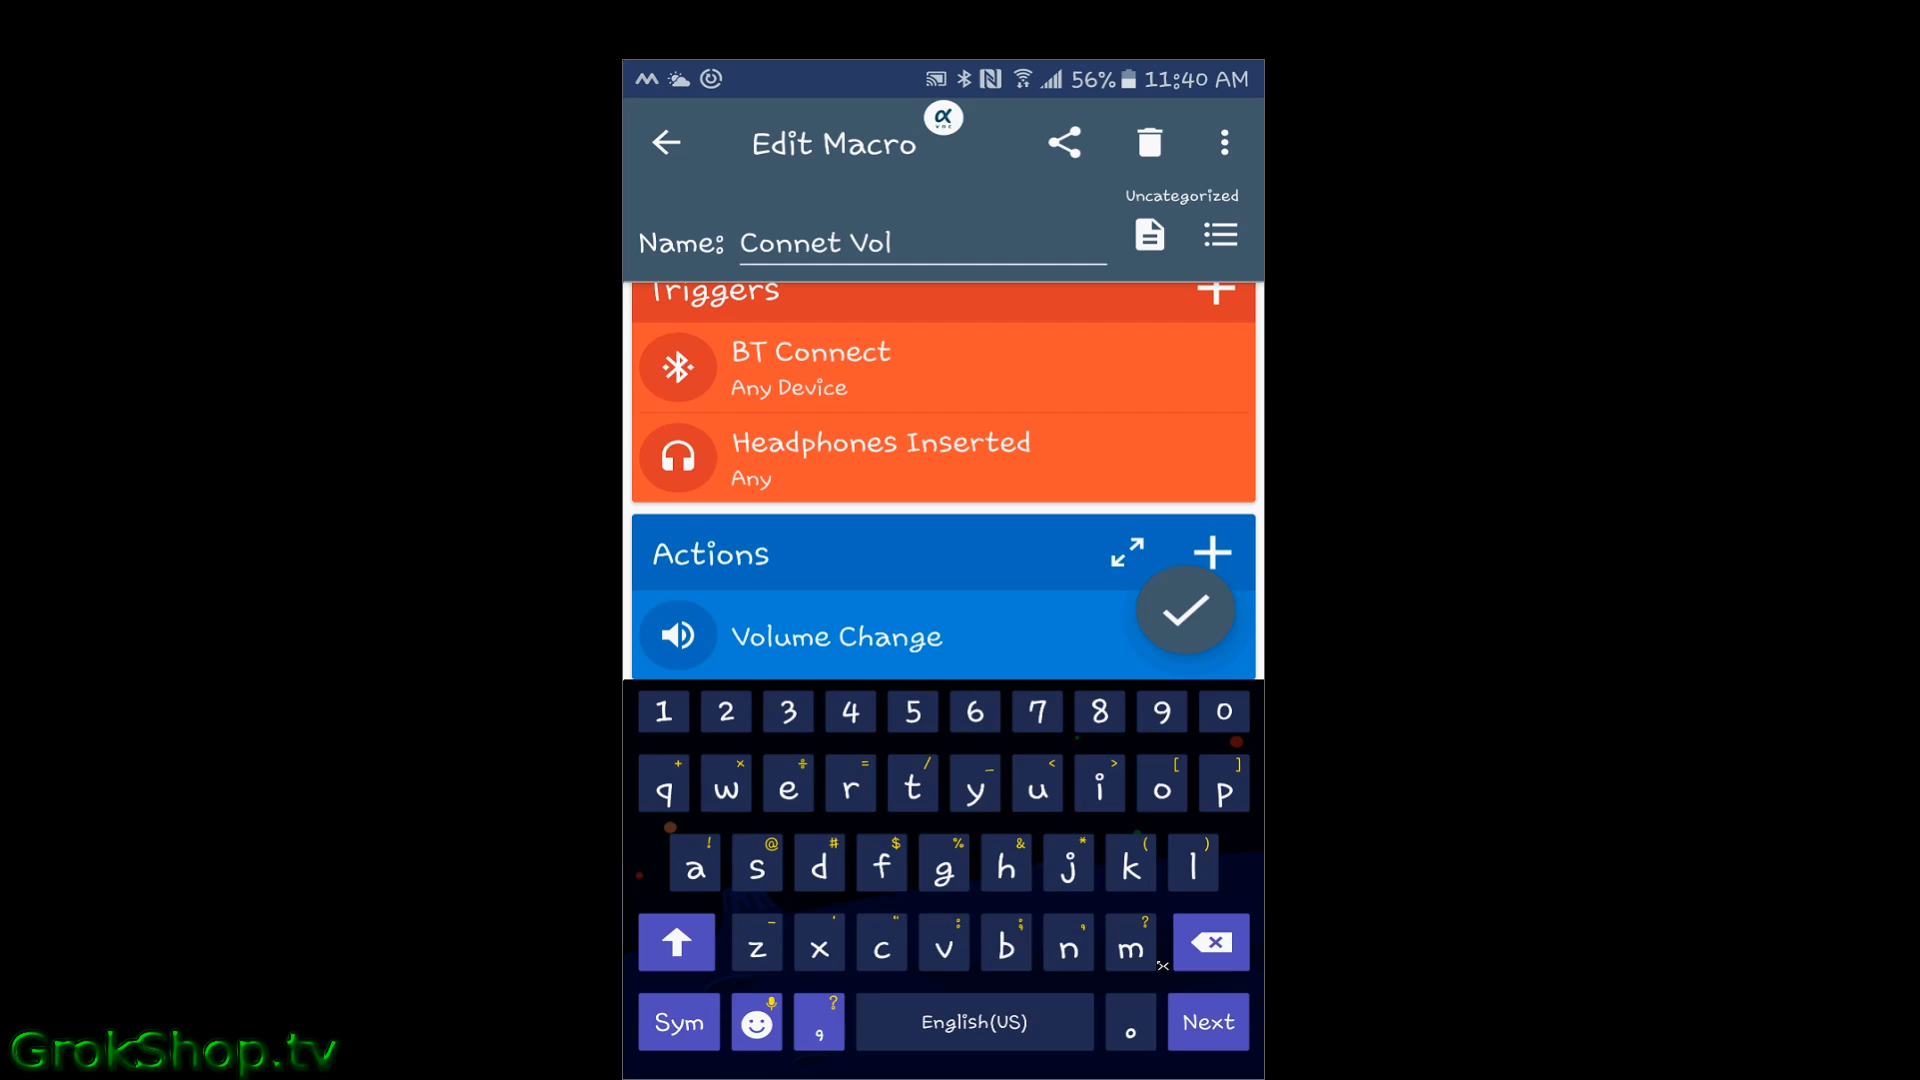 56% 11:40 AM
α
voc
Edit Macro
Uncategorized
Name: Connet Vol
Triggers
BT Connect
Any Device
Headphones Inserted
Any
Actions
Volume Change
1 2 3 4 5 6 7 8 9 0
+ × ÷ = / _ < > [ ]
q w e r t y u i o p
! @ # $ % & * ( )
a s d f g h j k l
- ' " : ; , ?
z x c v b n m
?
Sym , English(US) . Next
GrokShop.tv